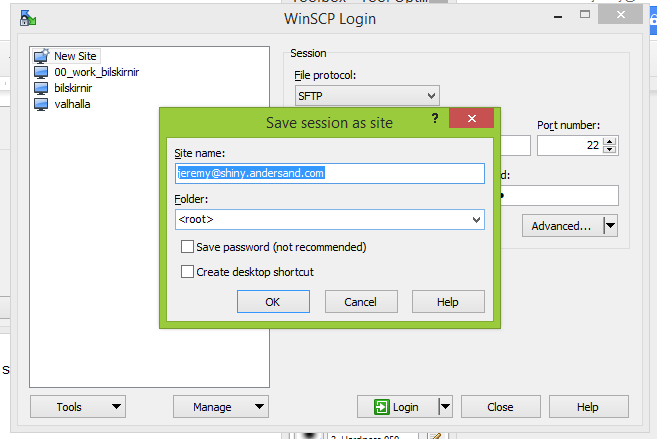 WinSCP Login
New Site
00_work_bilskirnir
bilskirnir
valhalla
Session
File protocol:
SFTP
Port number:
22
Advanced...
Save session as site
?
Site name:
jeremy@shiny.andersand.com
Folder:
<root>
Save password (not recommended)
Create desktop shortcut
OK
Cancel
Help
Tools
Manage
Login
Close
Help